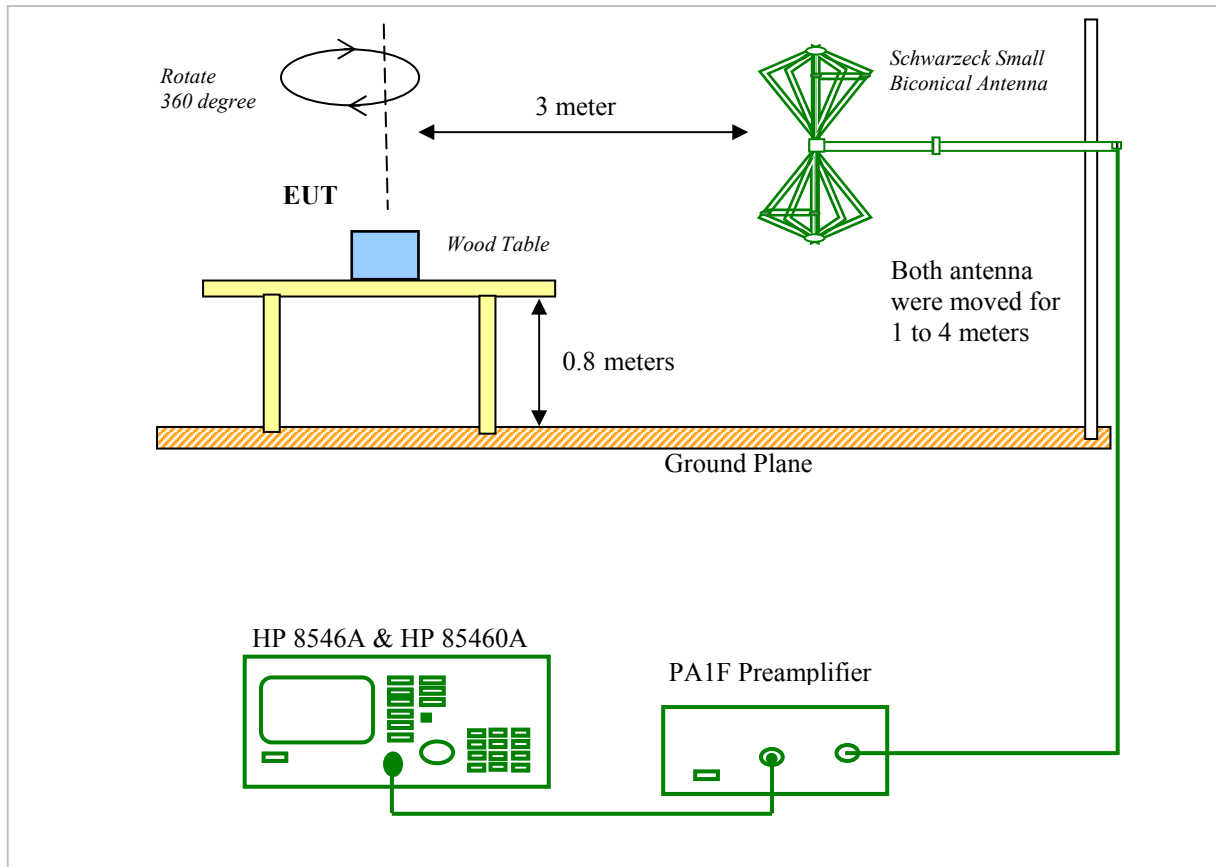 Rotate
360 degree
3 meter
Schwarzeck Small
Biconical Antenna
EUT
Wood Table
Both antenna
were moved for
1 to 4 meters
0.8 meters
Ground Plane
HP 8546A & HP 85460A
PA1F Preamplifier